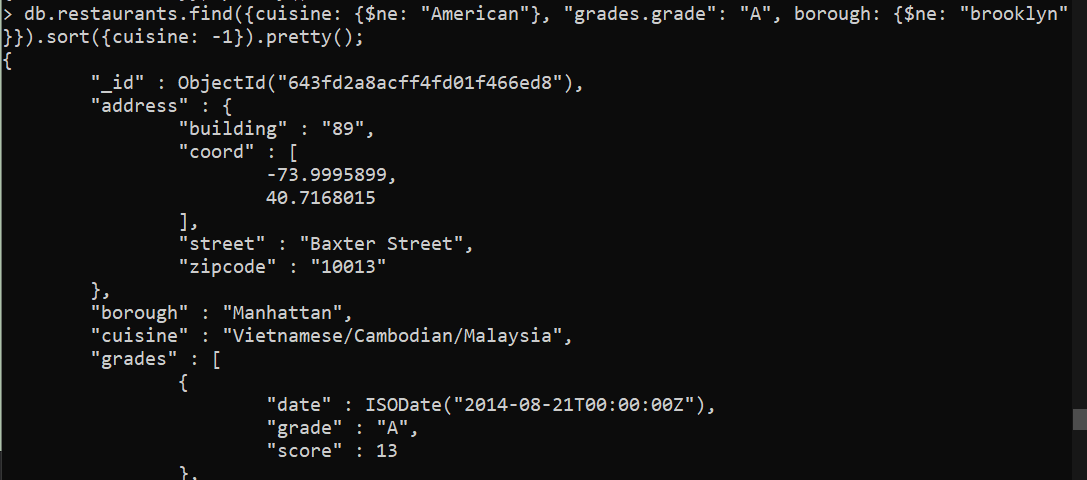 > db.restaurants.find({cuisine: {$ne: "American"}, "grades.grade": "A", borough: {$ne: "brooklyn"
}}).sort({cuisine: -1}).pretty();
{
        "_id" : ObjectId("643fd2a8acff4fd01f466ed8"),
        "address" : {
                "building" : "89",
                "coord" : [
                        -73.9995899,
                        40.7168015
                ],
                "street" : "Baxter Street",
                "zipcode" : "10013"
        },
        "borough" : "Manhattan",
        "cuisine" : "Vietnamese/Cambodian/Malaysia",
        "grades" : [
                {
                        "date" : ISODate("2014-08-21T00:00:00Z"),
                        "grade" : "A",
                        "score" : 13
                },